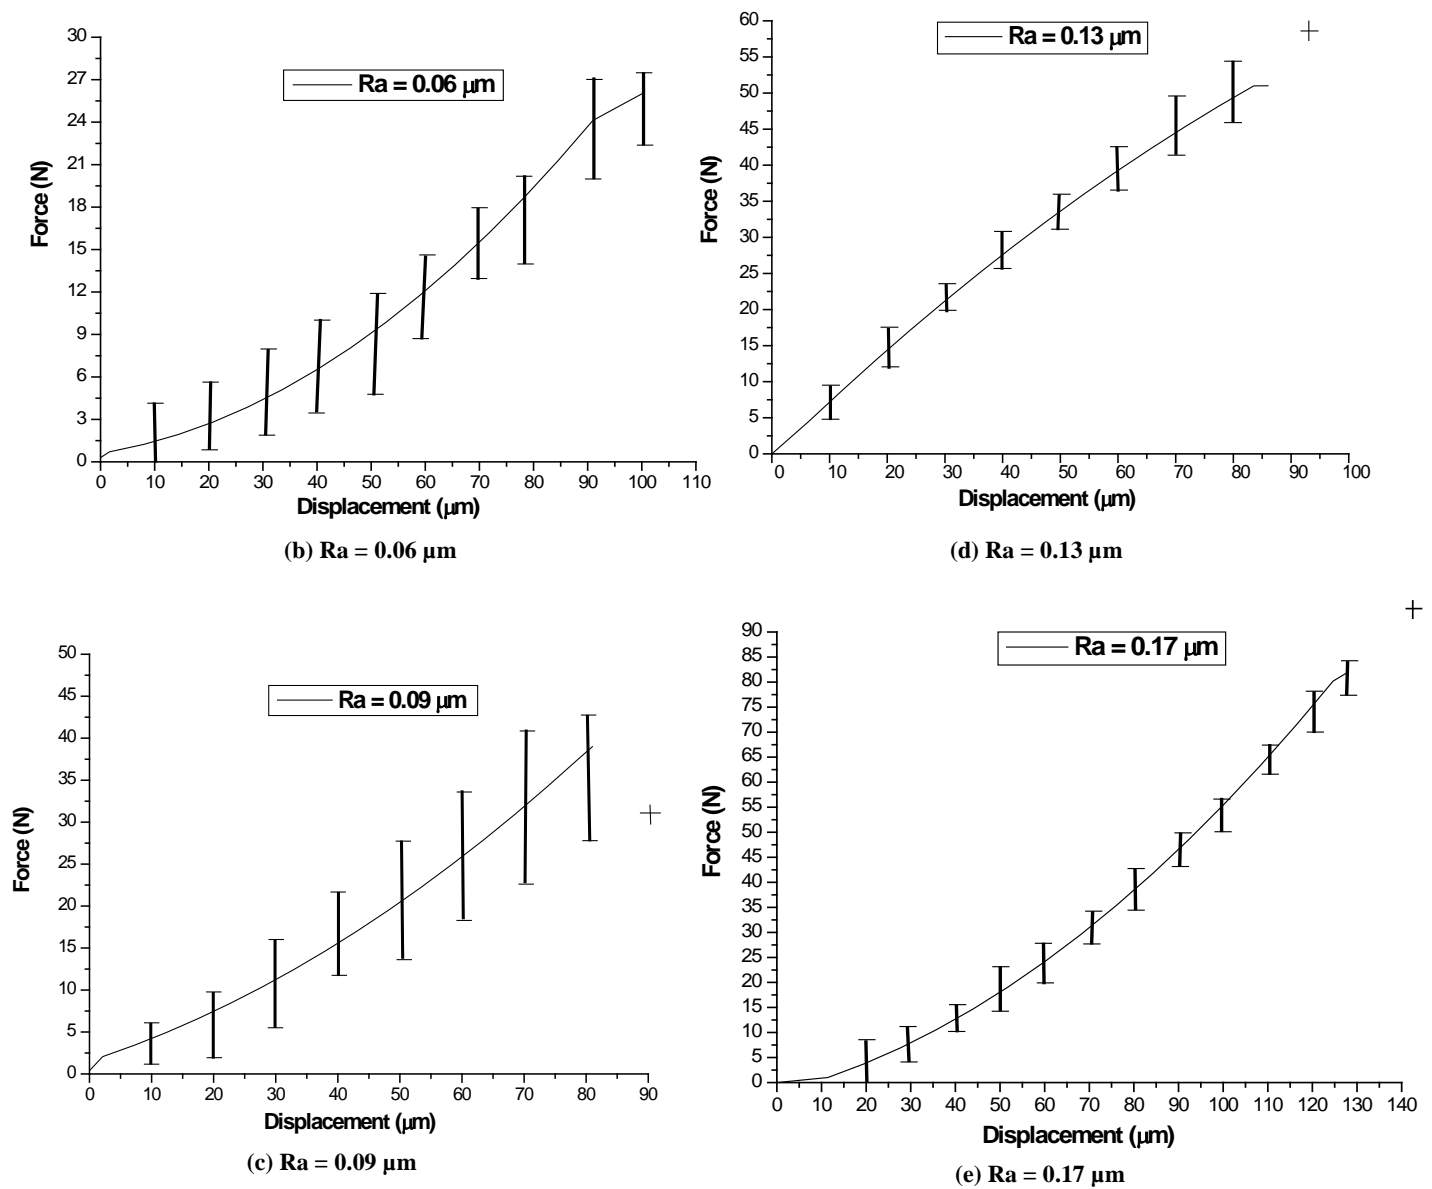 30
27
24
21
18
15
12
9
6
3
0
Force (N)
Ra = 0.06 µm
0 10 20 30 40 50 60 70 80 90 100 110
Displacement (µm)
(b) Ra = 0.06 µm
60
55
50
45
40
35
30
25
20
15
10
5
0
Force (N)
Ra = 0.13 µm
0 10 20 30 40 50 60 70 80 90 100
Displacement (µm)
(d) Ra = 0.13 µm
50
45
40
35
30
25
20
15
10
5
0
Force (N)
Ra = 0.09 µm
0 10 20 30 40 50 60 70 80 90
Displacement (µm)
(c) Ra = 0.09 µm
90
85
80
75
70
65
60
55
50
45
40
35
30
25
20
15
10
5
0
Force (N)
Ra = 0.17 µm
0 10 20 30 40 50 60 70 80 90 100 110 120 130 140
Displacement (µm)
(e) Ra = 0.17 µm